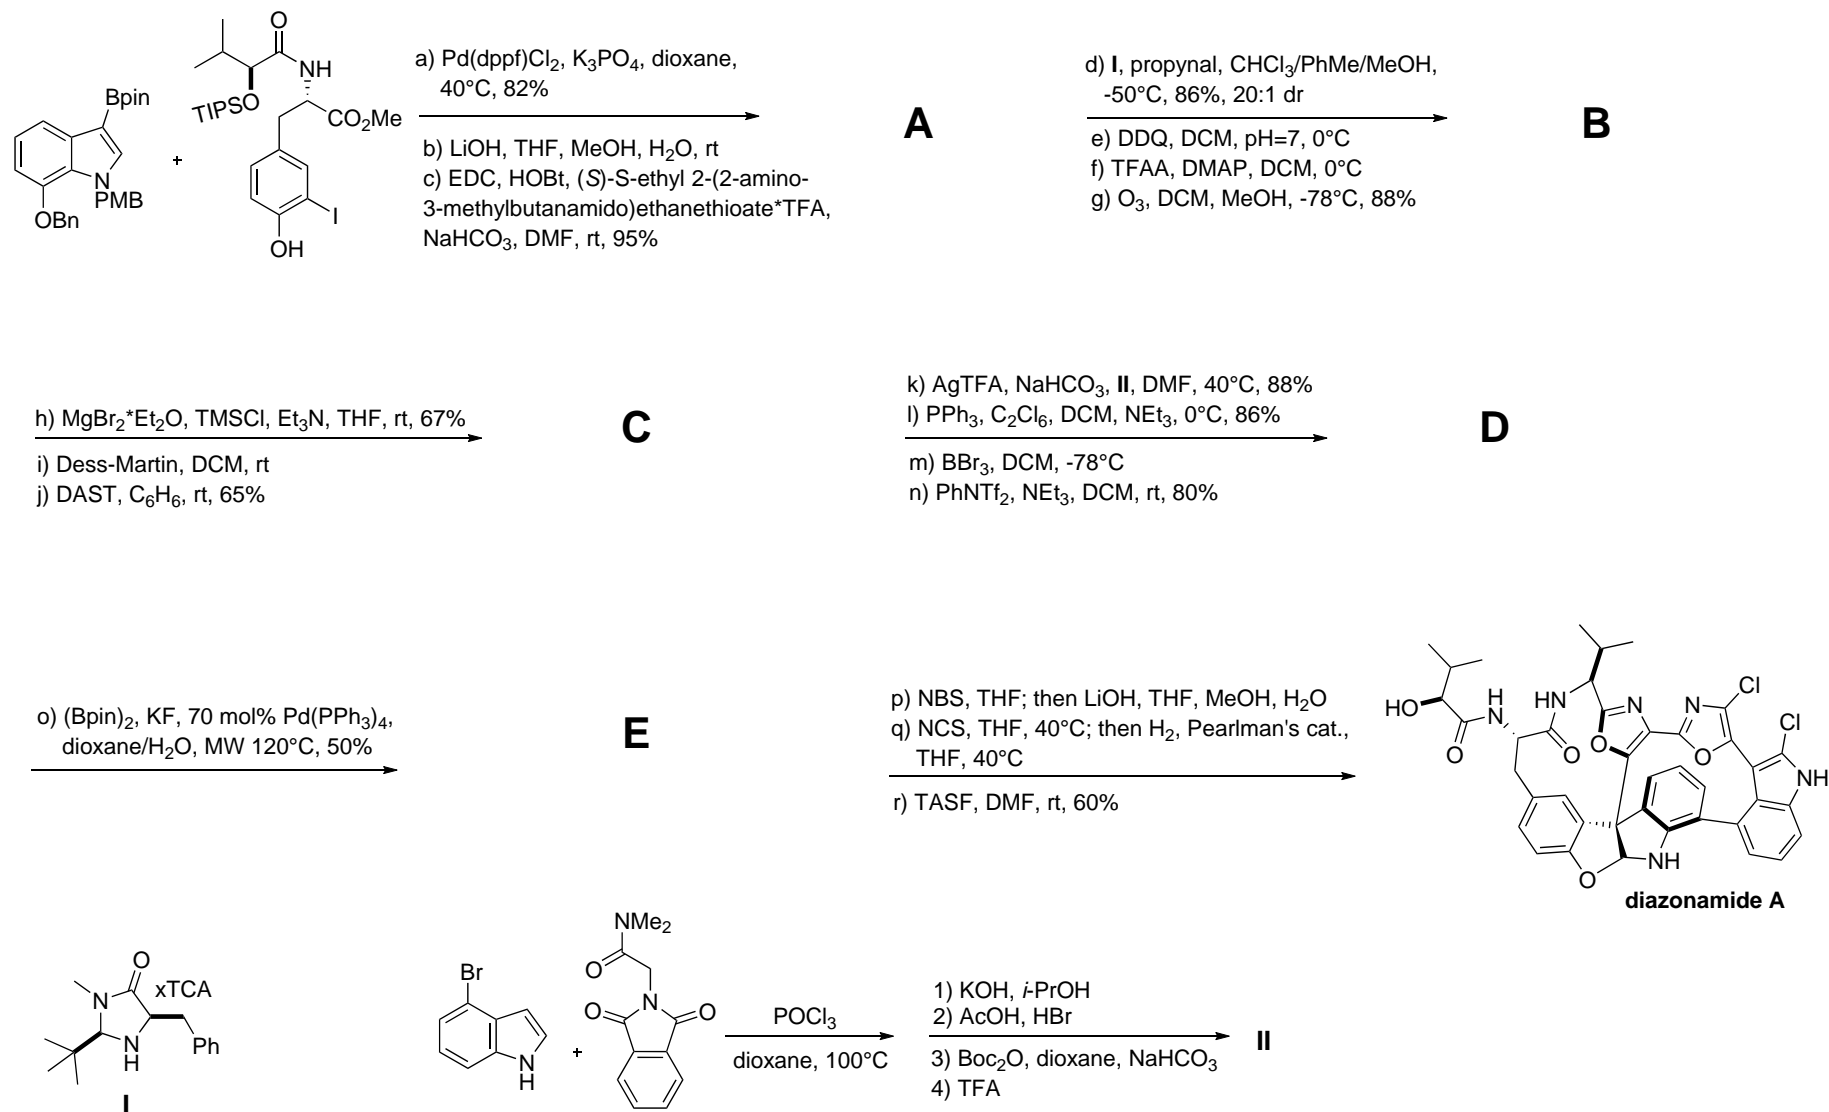 Bpin
N
PMB
OBn
+
O
NH
TIPSO
CO₂Me
I
OH
a) Pd(dppf)Cl₂, K₃PO₄, dioxane,
40°C, 82%
b) LiOH, THF, MeOH, H₂O, rt
c) EDC, HOBt, (S)-S-ethyl 2-(2-amino-
3-methylbutanamido)ethanethioate*TFA,
NaHCO₃, DMF, rt, 95%
A
d) I, propynal, CHCl₃/PhMe/MeOH,
-50°C, 86%, 20:1 dr
e) DDQ, DCM, pH=7, 0°C
f) TFAA, DMAP, DCM, 0°C
g) O₃, DCM, MeOH, -78°C, 88%
B
h) MgBr₂*Et₂O, TMSCl, Et₃N, THF, rt, 67%
i) Dess-Martin, DCM, rt
j) DAST, C₆H₆, rt, 65%
C
k) AgTFA, NaHCO₃, II, DMF, 40°C, 88%
l) PPh₃, C₂Cl₆, DCM, NEt₃, 0°C, 86%
m) BBr₃, DCM, -78°C
n) PhNTf₂, NEt₃, DCM, rt, 80%
D
o) (Bpin)₂, KF, 70 mol% Pd(PPh₃)₄,
dioxane/H₂O, MW 120°C, 50%
E
p) NBS, THF; then LiOH, THF, MeOH, H₂O
q) NCS, THF, 40°C; then H₂, Pearlman's cat.,
THF, 40°C
r) TASF, DMF, rt, 60%
HO
O
H
N
HN
O
N
O
N
O
Cl
Cl
NH
O
NH
diazonamide A
O
N
xTCA
N
H
Ph
I
Br
N
H
+
NMe₂
O
O
N
O
POCl₃
dioxane, 100°C
1) KOH, i-PrOH
2) AcOH, HBr
3) Boc₂O, dioxane, NaHCO₃
4) TFA
II